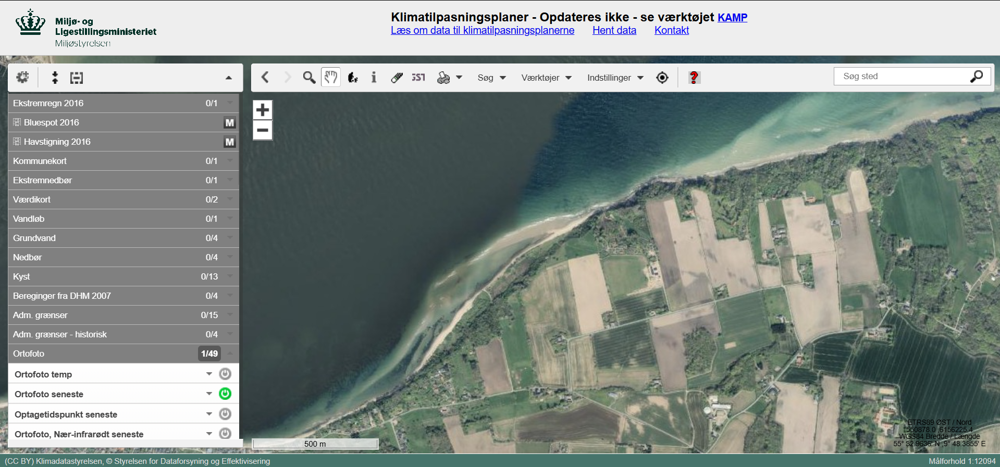 Miljø- og
Ligestillingsministeriet
Miljøstyrelsen
Klimatilpasningsplaner - Opdateres ikke - se værktøjet KAMP
Læs om data til klimatilpasningsplanerne Hent data Kontakt
JST Søg Værktøjer Indstillinger ? Søg sted
Ekstremregn 2016 0/1
Bluespot 2016 M
Havstigning 2016 M
Kommunekort 0/1
Ekstremnedbør 0/1
Værdikort 0/2
Vandløb 0/1
Grundvand 0/4
Nedbør 0/4
Kyst 0/13
Bereginger fra DHM 2007 0/4
Adm. grænser 0/15
Adm. grænser - historisk 0/4
Ortofoto 1/49
Ortofoto temp
Ortofoto seneste
Optagetidspunkt seneste
Ortofoto, Nær-infrarødt seneste
500 m
ETRS89 ØST / Nord
550878.0 ,6156225.4
WGS84 Bredde / Længde
55° 32.9636' N ,9° 48.3855' E
(CC BY) Klimadatastyrelsen, © Styrelsen for Dataforsyning og Effektivisering
Målforhold 1:12094